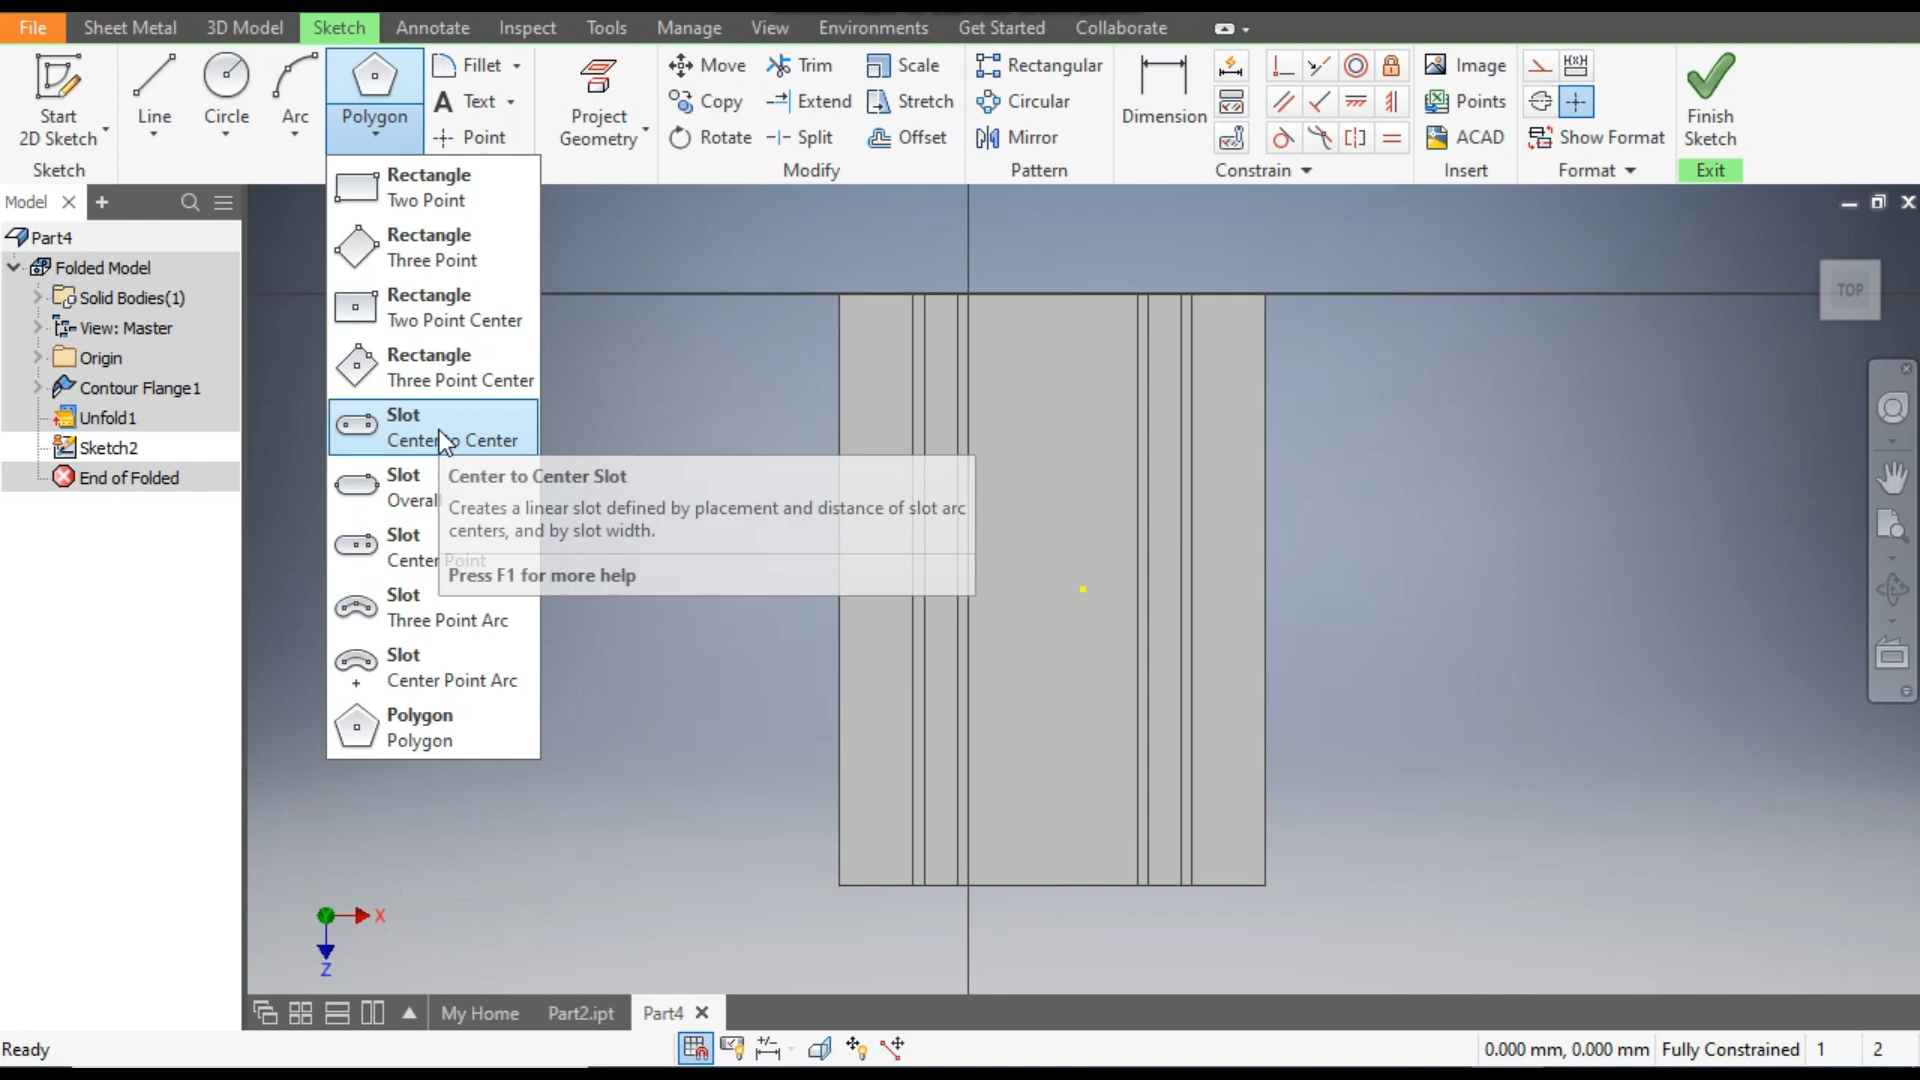 File Sheet Metal 3D Model Sketch Annotate Inspect Tools Manage View Environments Get Started Collaborate
Start
2D Sketch
Line
Circle
Arc
Polygon
Fillet
Text
Point
Project
Geometry
Move
Copy
Rotate
Trim
Extend
Split
Scale
Stretch
Offset
Rectangular
Circular
Mirror
Dimension
Image
Points
ACAD
Show Format
Finish
Sketch
Sketch
Modify
Pattern
Constrain
Insert
Format
Exit
Model
Part4
Folded Model
Solid Bodies(1)
View: Master
Origin
Contour Flange1
Unfold1
Sketch2
End of Folded
Rectangle
Two Point
Rectangle
Three Point
Rectangle
Two Point Center
Rectangle
Three Point Center
Slot
Center to Center
Slot
Overall
Slot
Center Point
Slot
Three Point Arc
Slot
Center Point Arc
Polygon
Polygon
Center to Center Slot
Creates a linear slot defined by placement and distance of slot arc
centers, and by slot width.
Press F1 for more help
TOP
X
Z
My Home Part2.ipt Part4
Ready
0.000 mm, 0.000 mm Fully Constrained 1 2